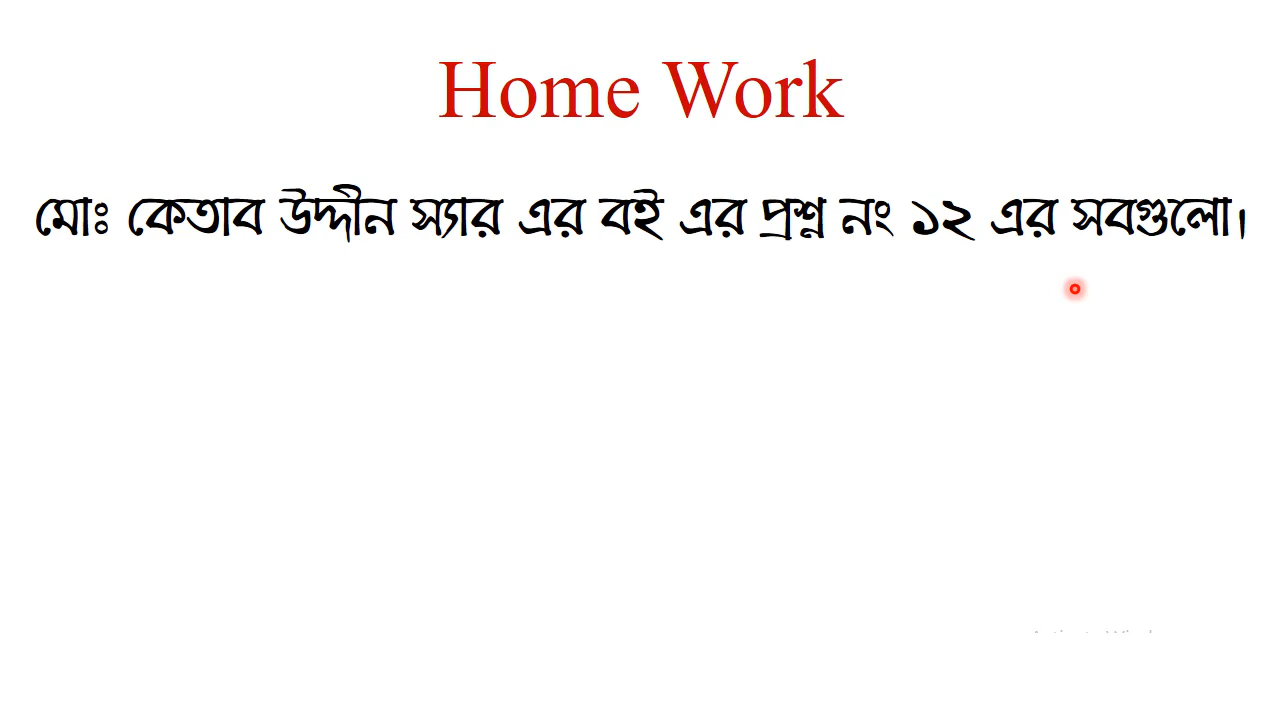 Home Work
মোঃ কেতাব উদ্দীন স্যার এর বই এর প্রশ্ন নং ১২ এর সবগুলো।